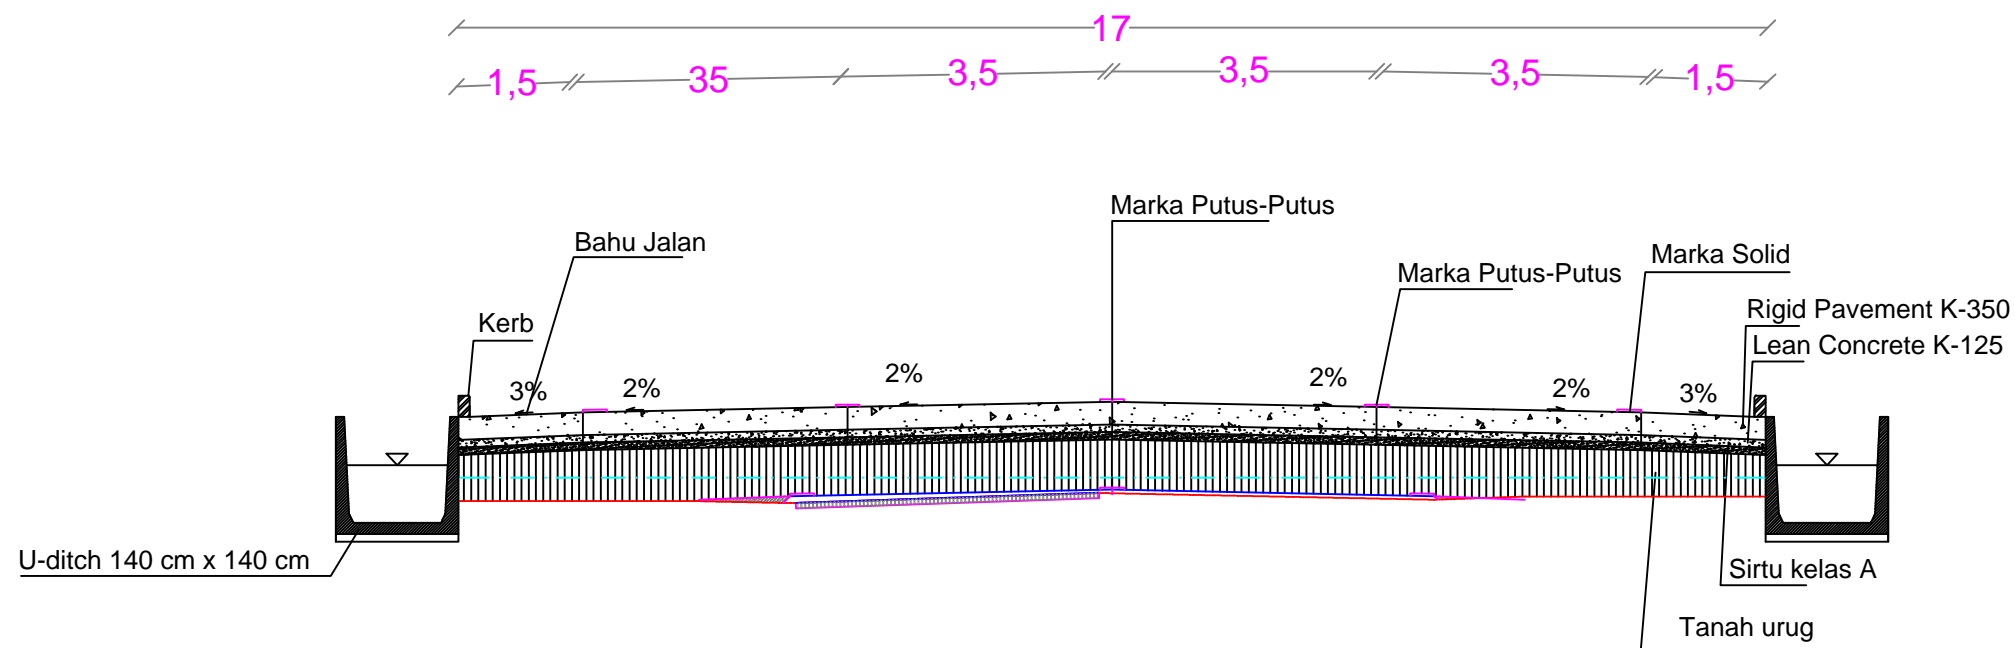 17
1,5 35 3,5 3,5 3,5 1,5
Marka Putus-Putus
Bahu Jalan
Marka Solid
Marka Putus-Putus
Rigid Pavement K-350
Kerb
Lean Concrete K-125
3% 2% 2% 2% 2% 3%
U-ditch 140 cm x 140 cm
Sirtu kelas A
Tanah urug